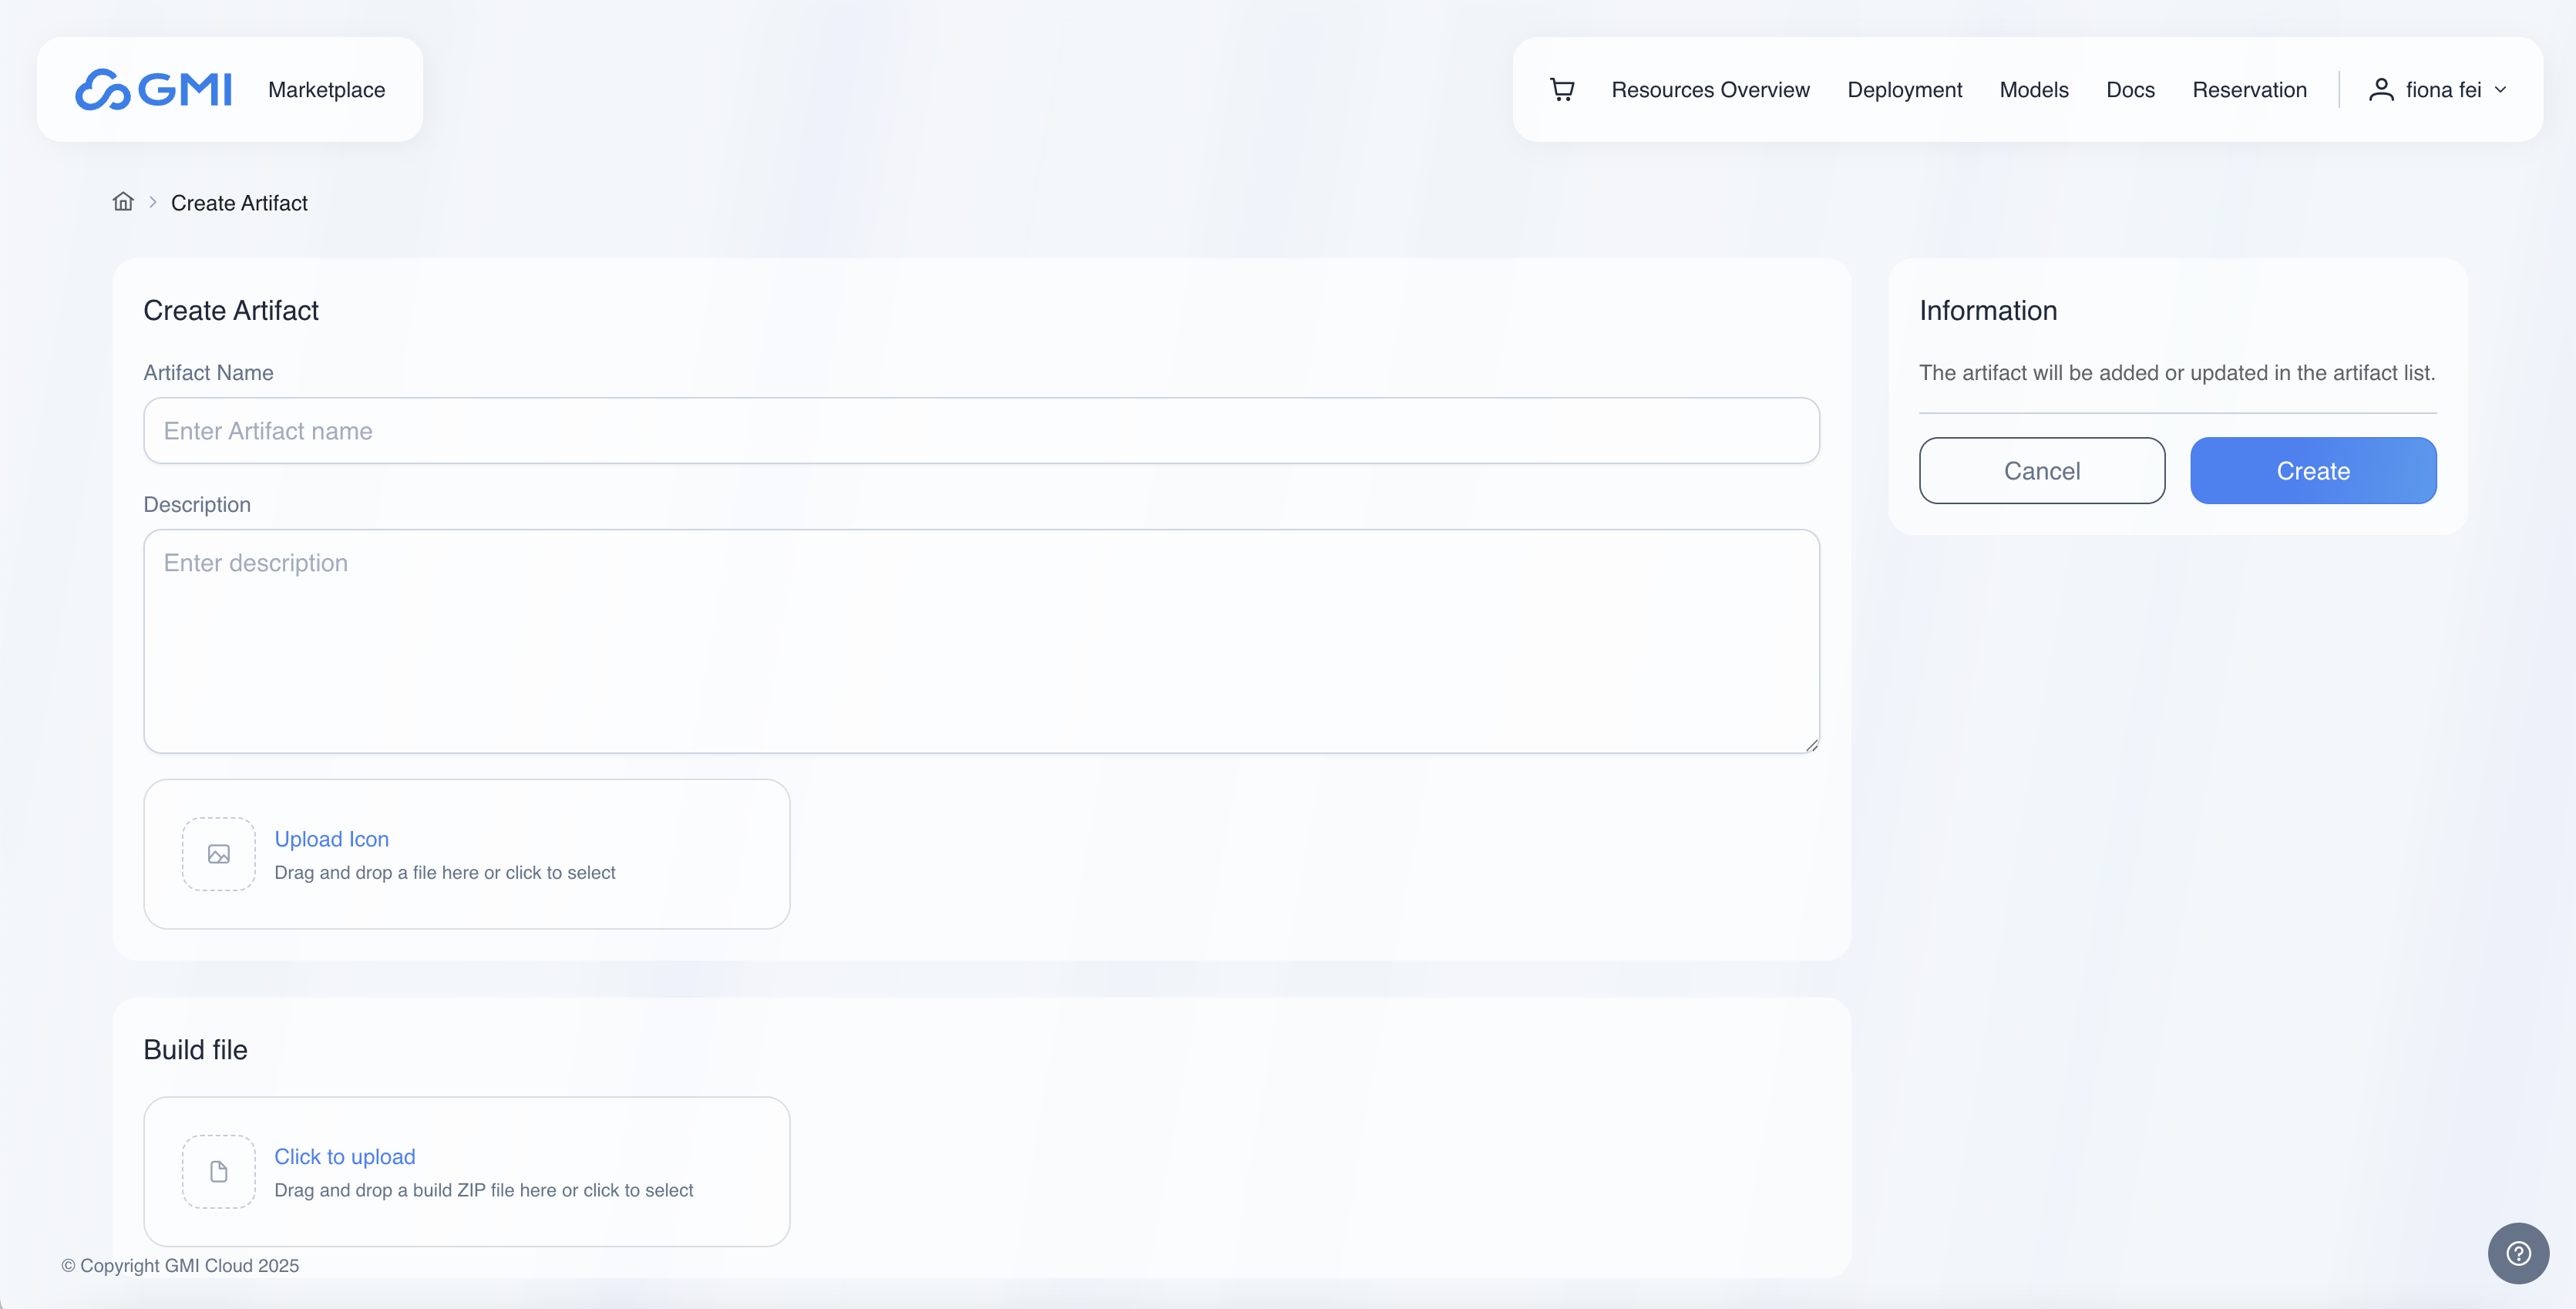 GMI
Marketplace
Resources Overview
Deployment
Models
Docs
Reservation
fiona fei
Create Artifact
Create Artifact
Artifact Name
Enter Artifact name
Description
Enter description
Upload Icon
Drag and drop a file here or click to select
Information
The artifact will be added or updated in the artifact list.
Cancel
Create
Build file
Click to upload
Drag and drop a build ZIP file here or click to select
© Copyright GMI Cloud 2025